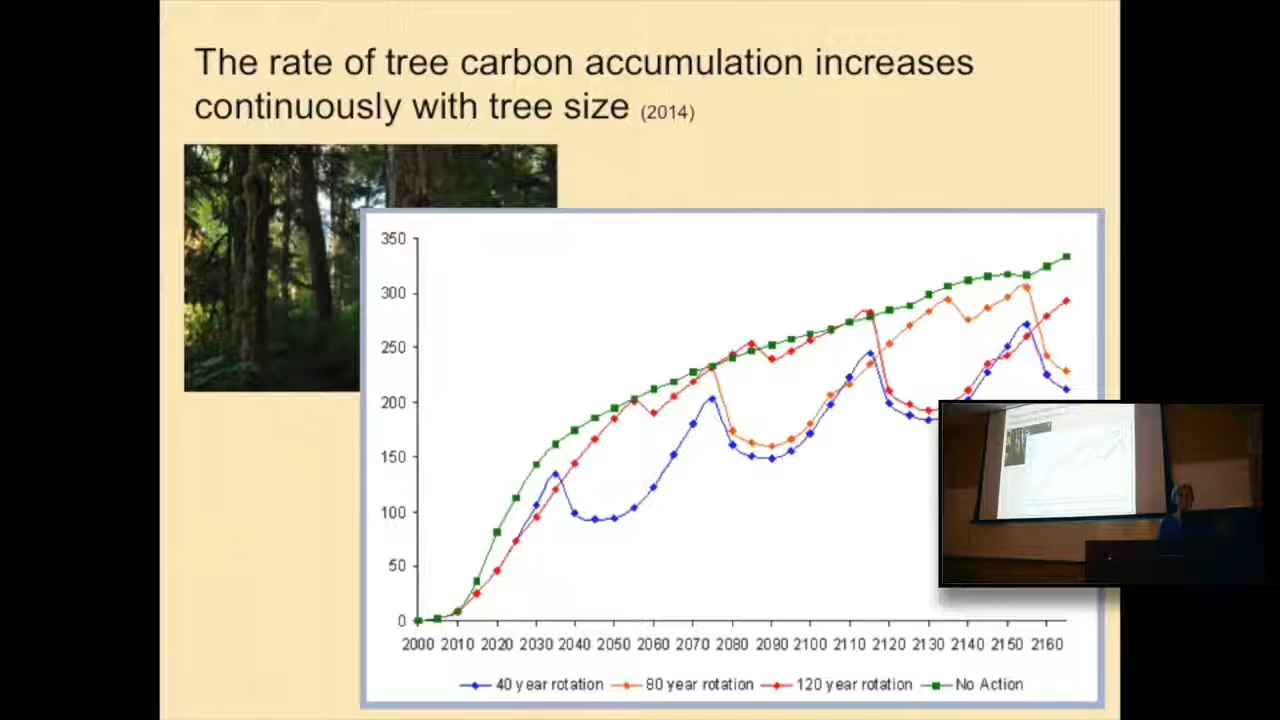 The rate of tree carbon accumulation increases
continuously with tree size (2014)
350
300
250
200
150
100
50
0
2000 2010 2020 2030 2040 2050 2060 2070 2080 2090 2100 2110 2120 2130 2140 2150 2160
40 year rotation 80 year rotation 120 year rotation No Action